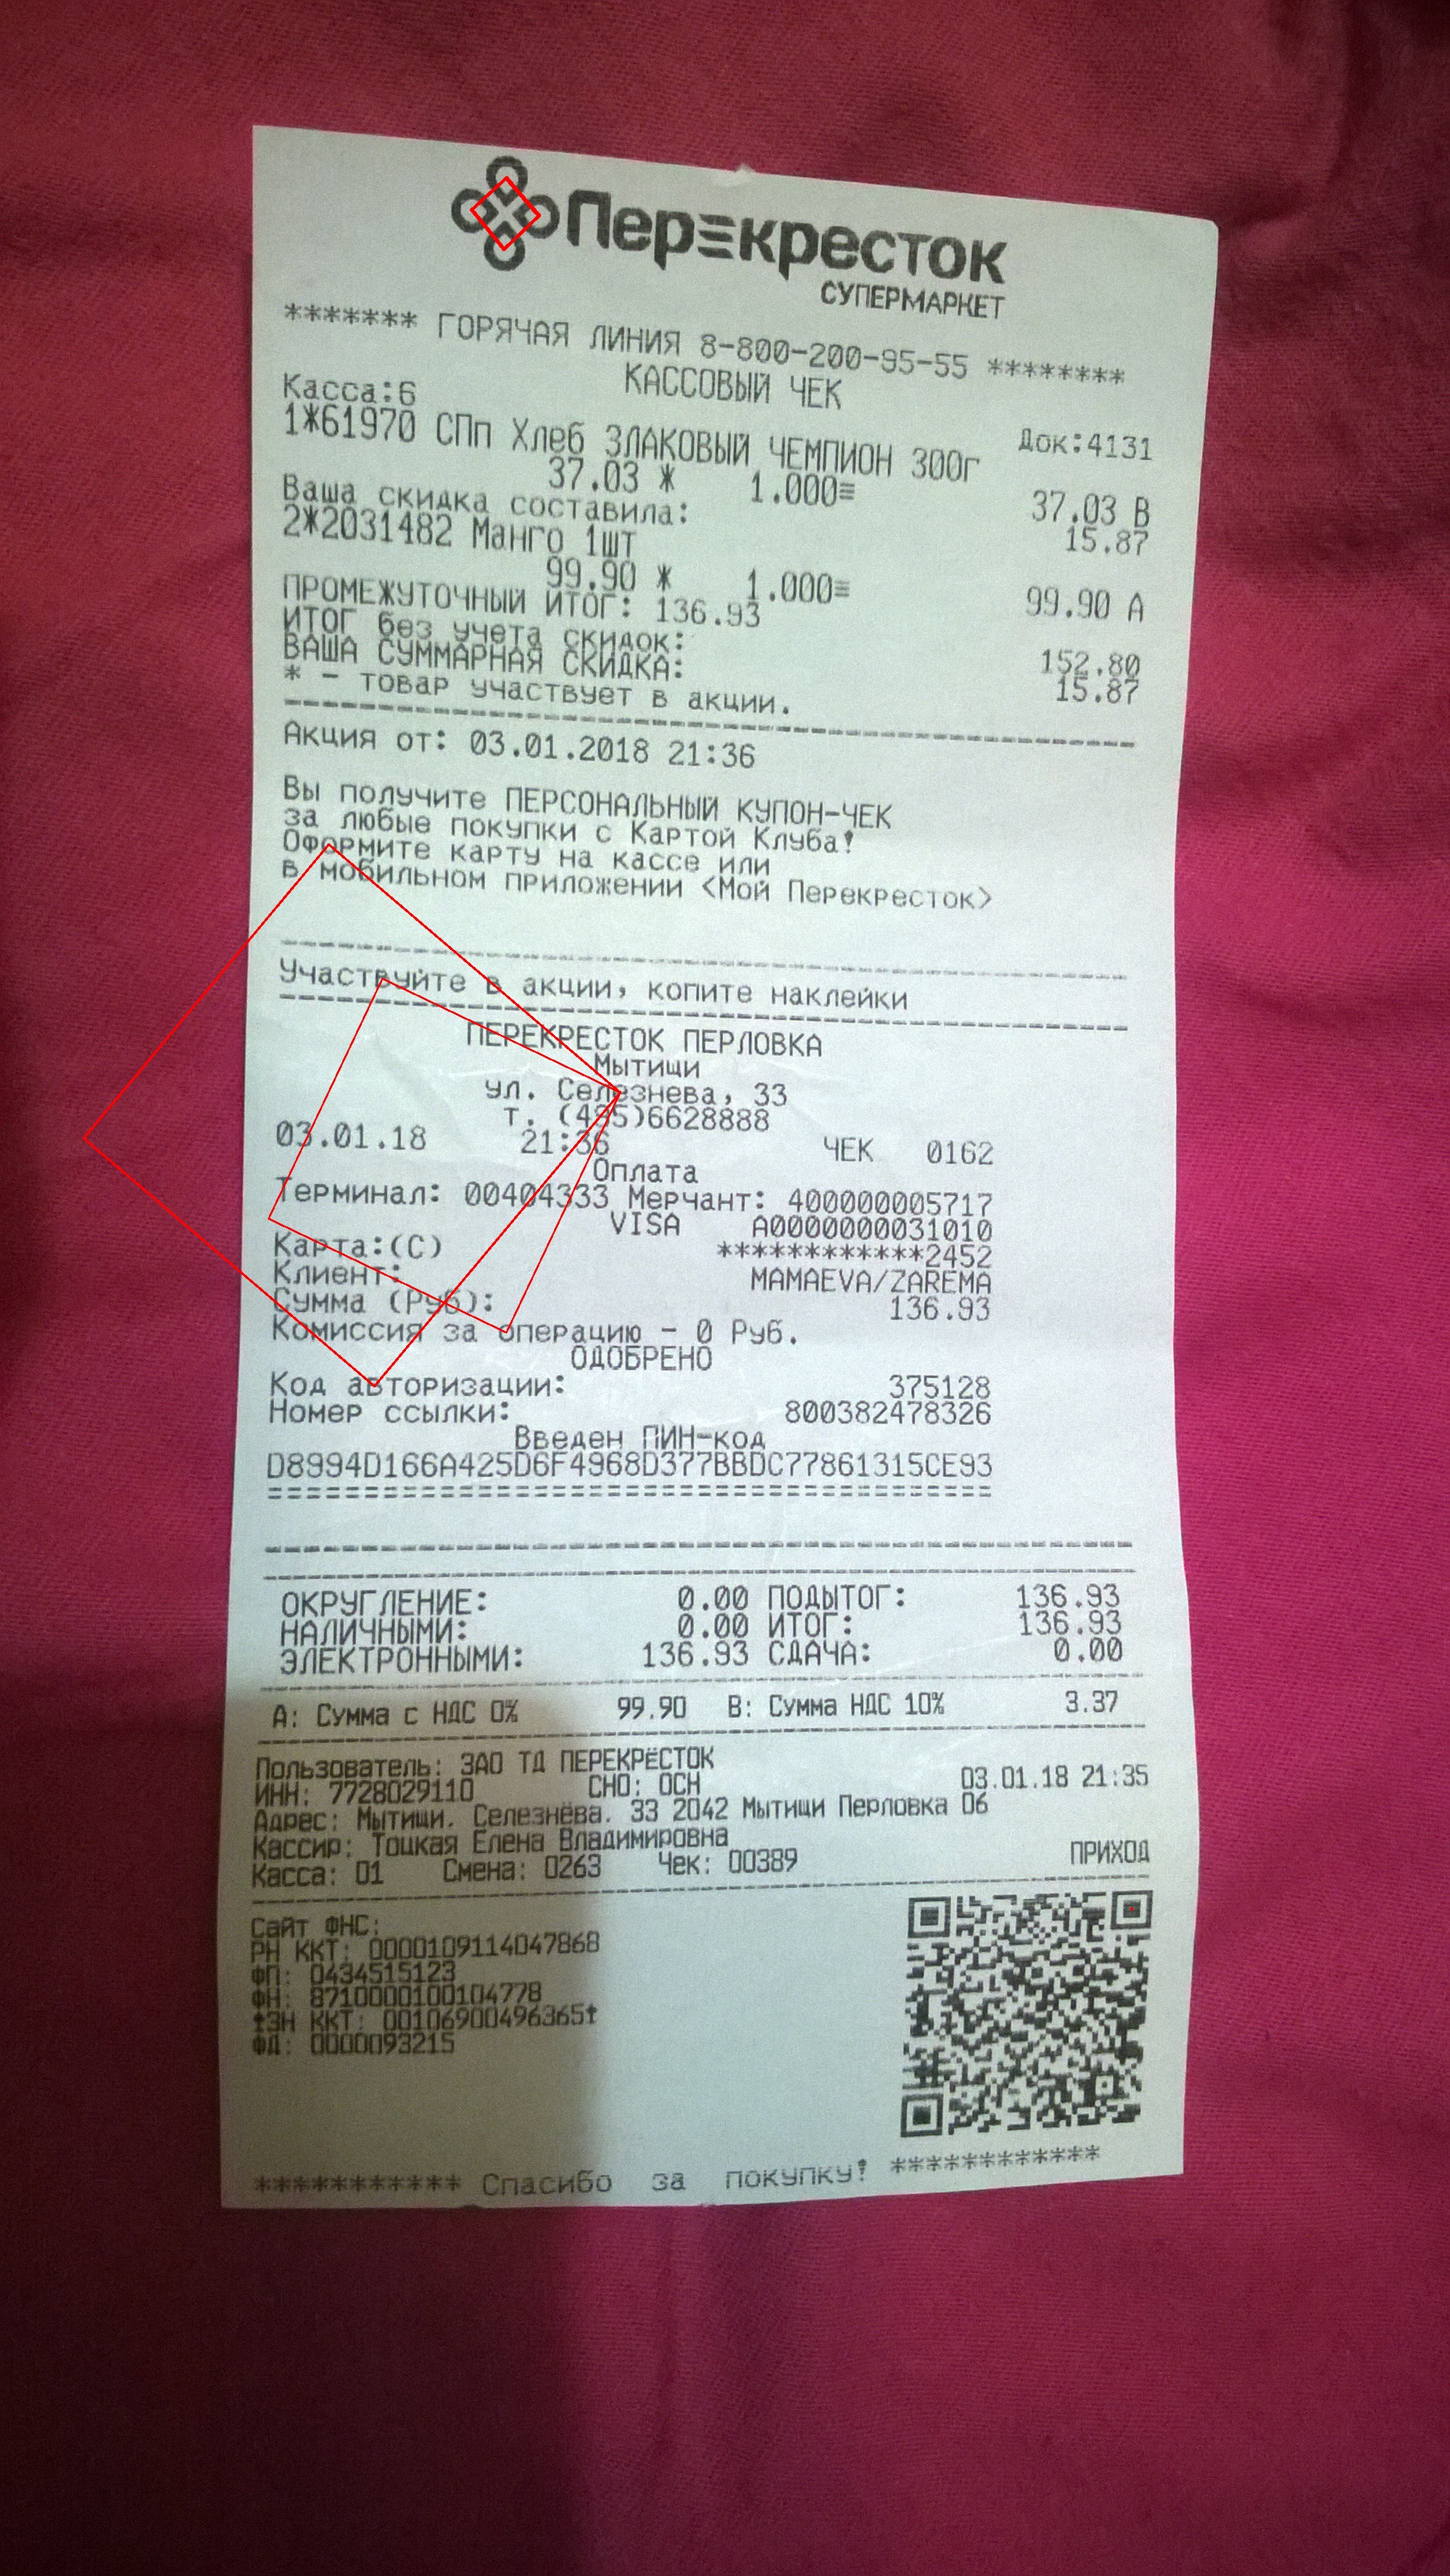 Перекресток
СУПЕРМАРКЕТ
******* ГОРЯЧАЯ ЛИНИЯ 8-800-200-95-55 ********
КАССОВЫЙ ЧЕК
Касса:6 Док:4131
1*61970 СПп Хлеб ЗЛАКОВЫЙ ЧЕМПИОН 300г
37.03 * 1.000≡ 37.03 В
Ваша скидка составила: 15.87
2*2031482 Манго 1шт
99.90 * 1.000≡ 99.90 А
ПРОМЕЖУТОЧНЫЙ ИТОГ: 136.93
ИТОГ без учета скидок: 152.80
ВАША СУММАРНАЯ СКИДКА: 15.87
* - товар участвует в акции.
Акция от: 03.01.2018 21:36
Вы получите ПЕРСОНАЛЬНЫЙ КУПОН-ЧЕК
за любые покупки с Картой Клуба!
Оформите карту на кассе или
в мобильном приложении <Мой Перекресток>
Участвуйте в акции, копите наклейки
ПЕРЕКРЕСТОК ПЕРЛОВКА
Мытищи
ул. Селезнева, 33
т. (495)6628888
03.01.18 21:36 ЧЕК 0162
Оплата
Терминал: 00404333 Мерчант: 400000005717
VISA A0000000031010
Карта:(C) ************2452
Клиент: MAMAEVA/ZAREMA
Сумма (Руб): 136.93
Комиссия за операцию - 0 Руб.
ОДОБРЕНО
Код авторизации: 375128
Номер ссылки: 800382478326
Введен ПИН-код
D8994D166A425D6F4968D377BBDC77861315CE93
======================================
ОКРУГЛЕНИЕ: 0.00 ПОДЫТОГ: 136.93
НАЛИЧНЫМИ: 0.00 ИТОГ: 136.93
ЭЛЕКТРОННЫМИ: 136.93 СДАЧА: 0.00
А: Сумма с НДС 0% 99.90 В: Сумма НДС 10% 3.37
Пользователь: ЗАО ТД ПЕРЕКРЁСТОК
ИНН: 7728029110 СНО: ОСН 03.01.18 21:35
Адрес: Мытищи. Селезнёва. 33 2042 Мытищи Перловка 06
Кассир: Тоцкая Елена Владимировна
Касса: 01 Смена: 0263 Чек: 00389 ПРИХОД
Сайт ФНС:
РН ККТ: 0000109114047868
ФП: 0434515123
ФН: 8710000100104778
↑ЗН ККТ: 00106900496365↑
ФД: 0000093215
*********** Спасибо за покупку! ************